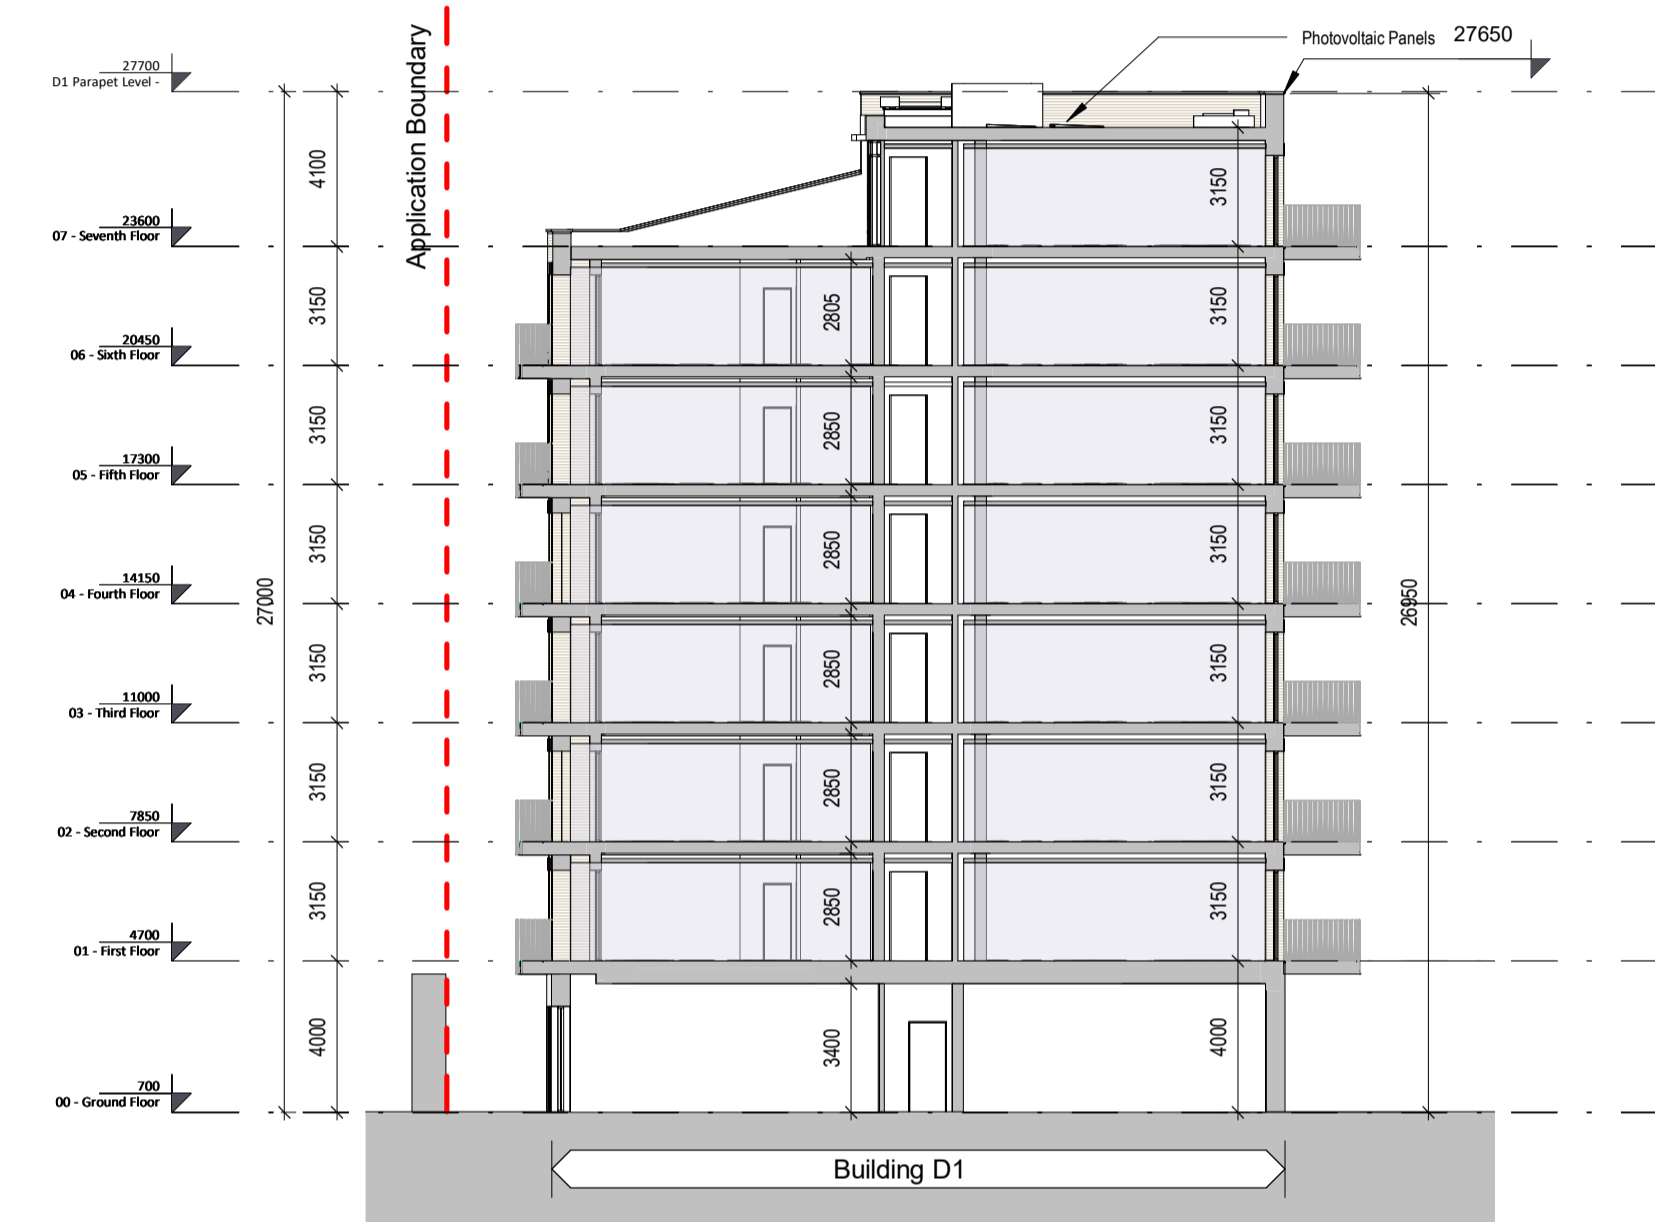 Photovoltaic Panels 27650
27700
D1 Parapet Level -
Application Boundary
4100
3150
23600
07 - Seventh Floor
3150
2805
3150
20450
06 - Sixth Floor
3150
2850
3150
17300
05 - Fifth Floor
3150
2850
3150
14150
04 - Fourth Floor
27000
26950
3150
2850
3150
11000
03 - Third Floor
3150
2850
3150
7850
02 - Second Floor
3150
2850
3150
4700
01 - First Floor
4000
3400
4000
700
00 - Ground Floor
Building D1